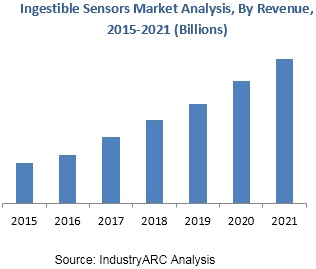 Ingestible Sensors Market Analysis, By Revenue,
2015-2021 (Billions)
2015 2016 2017 2018 2019 2020 2021
Source: IndustryARC Analysis